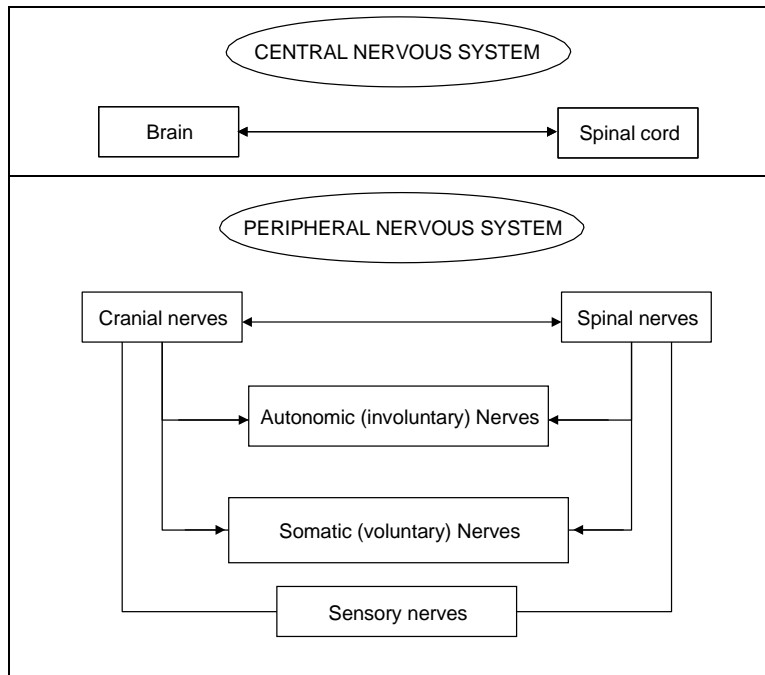 CENTRAL NERVOUS SYSTEM
Brain
Spinal cord
PERIPHERAL NERVOUS SYSTEM
Cranial nerves
Spinal nerves
Autonomic (involuntary) Nerves
Somatic (voluntary) Nerves
Sensory nerves